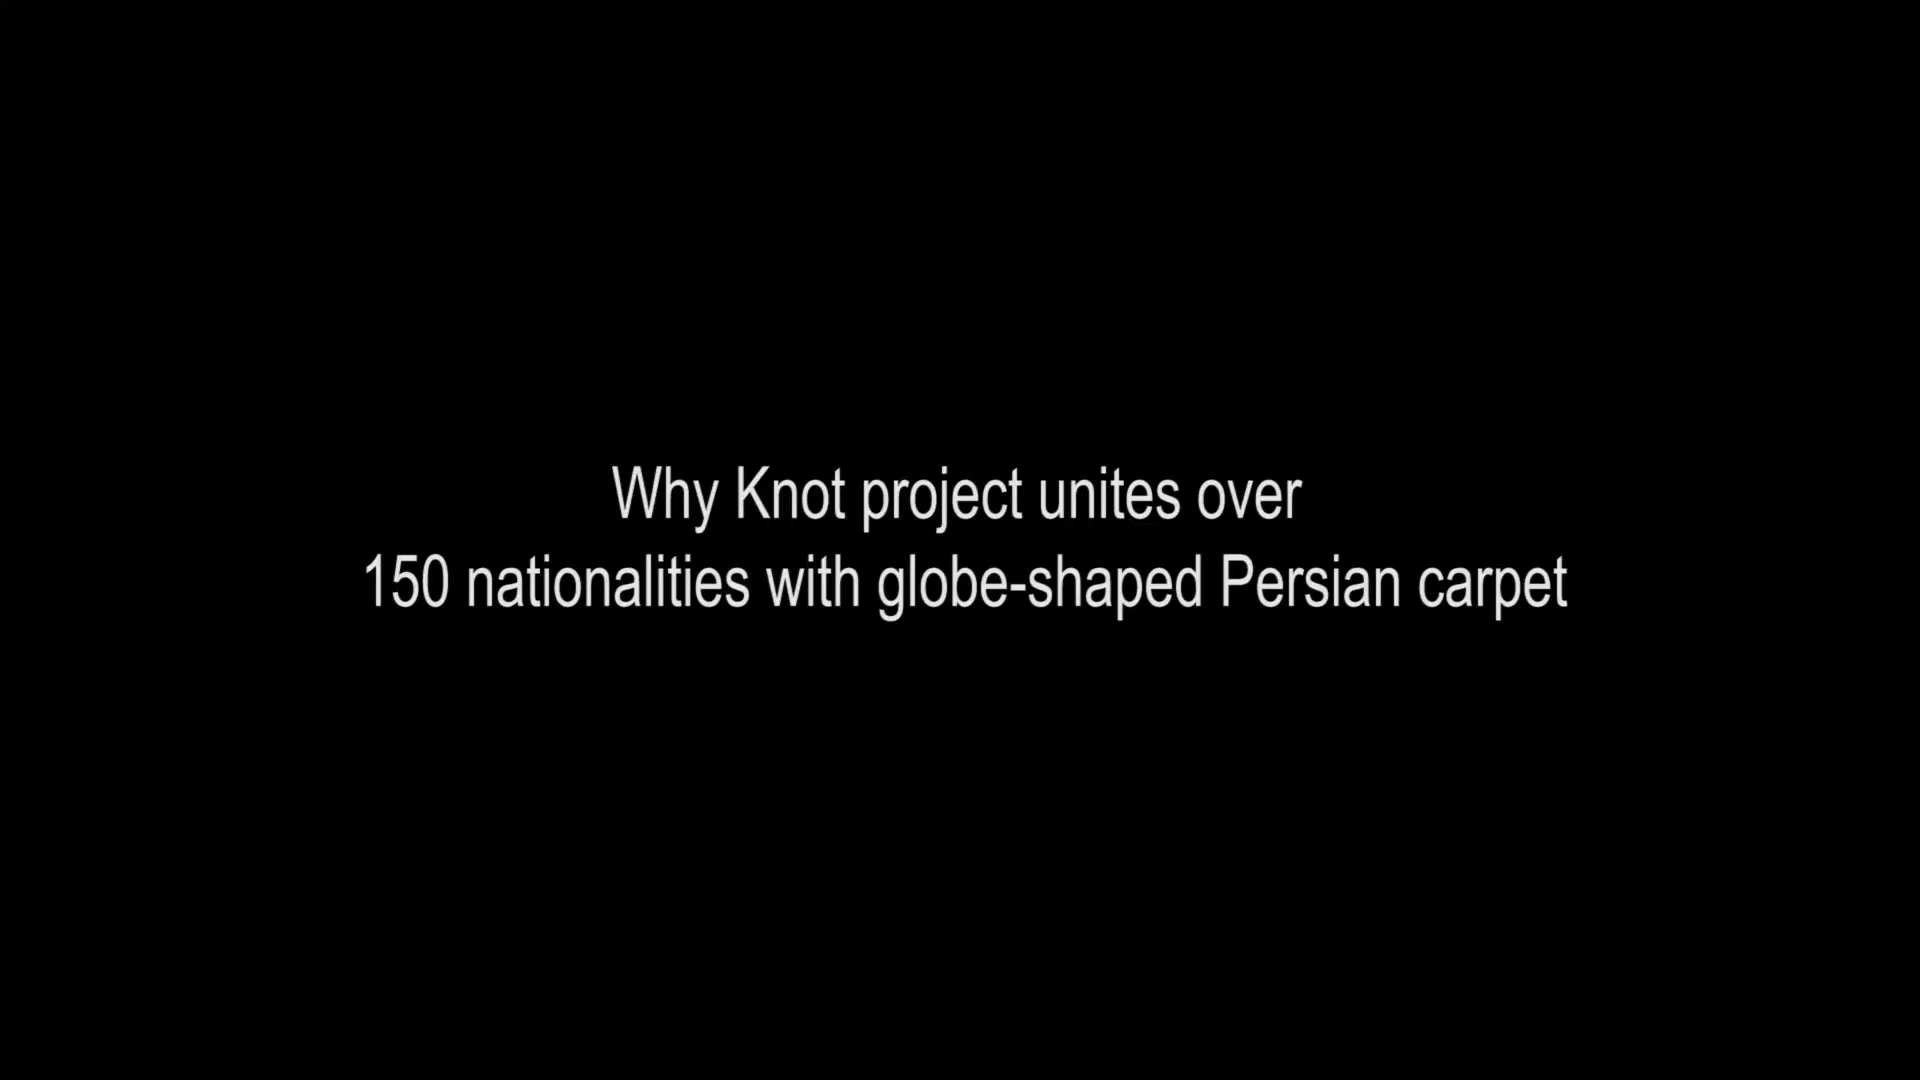 Why Knot project unites over
150 nationalities with globe-shaped Persian carpet